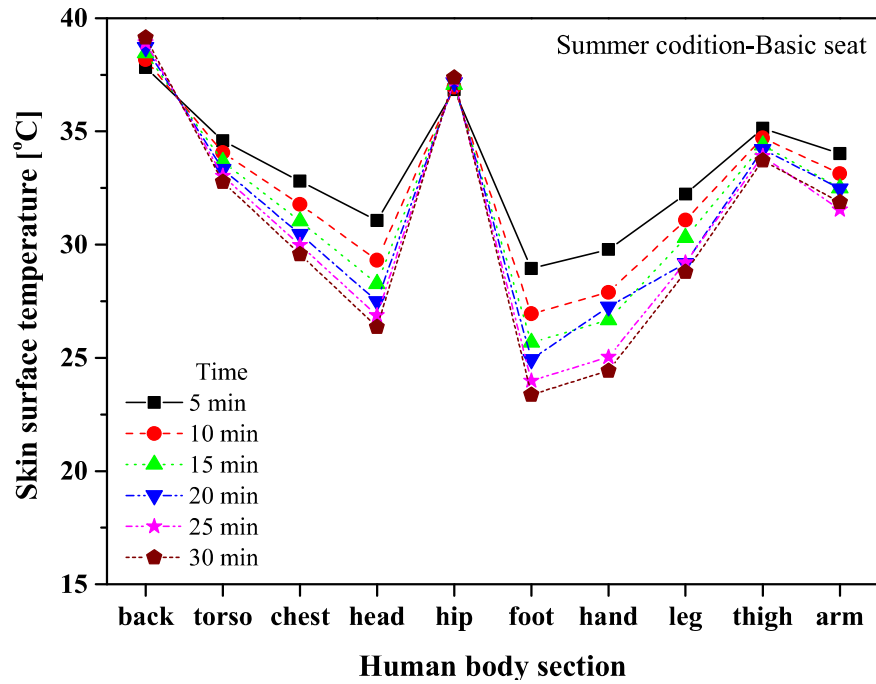 Summer codition-Basic seat
Skin surface temperature [°C]
40
35
30
25
20
15
Time
5 min
10 min
15 min
20 min
25 min
30 min
back torso chest head hip foot hand leg thigh arm
Human body section